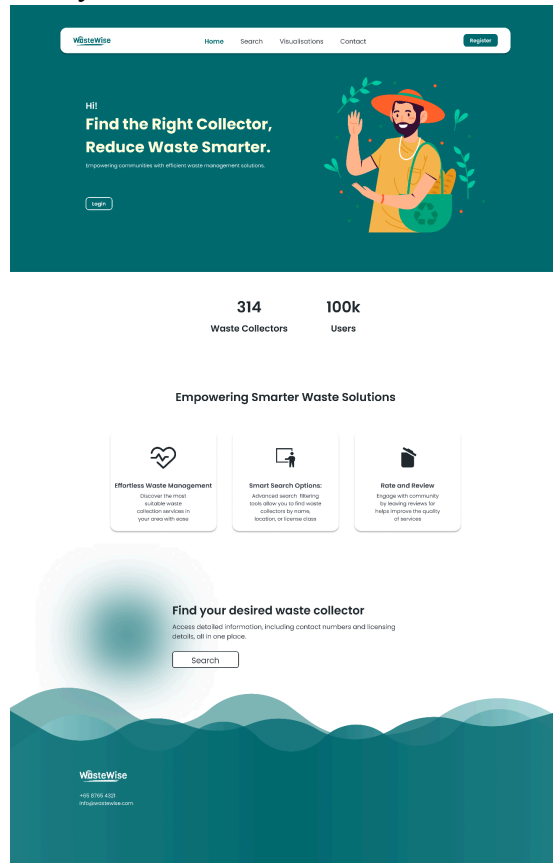 WasteWise
Home Search Visualisations Contact
Register
Hi!
Find the Right Collector,
Reduce Waste Smarter.
Empowering communities with efficient waste management solutions.
Login
314
Waste Collectors
100k
Users
Empowering Smarter Waste Solutions
Effortless Waste Management
Discover the most
suitable waste
collection services in
your area with ease
Smart Search Options:
Advanced search filtering
tools allow you to find waste
collectors by name,
location, or license class
Rate and Review
Engage with community
by leaving reviews for
helps improve the quality
of services
Find your desired waste collector
Access detailed information, including contact numbers and licensing
details, all in one place.
Search
WasteWise
+65 8765 4321
info@wastewise.com